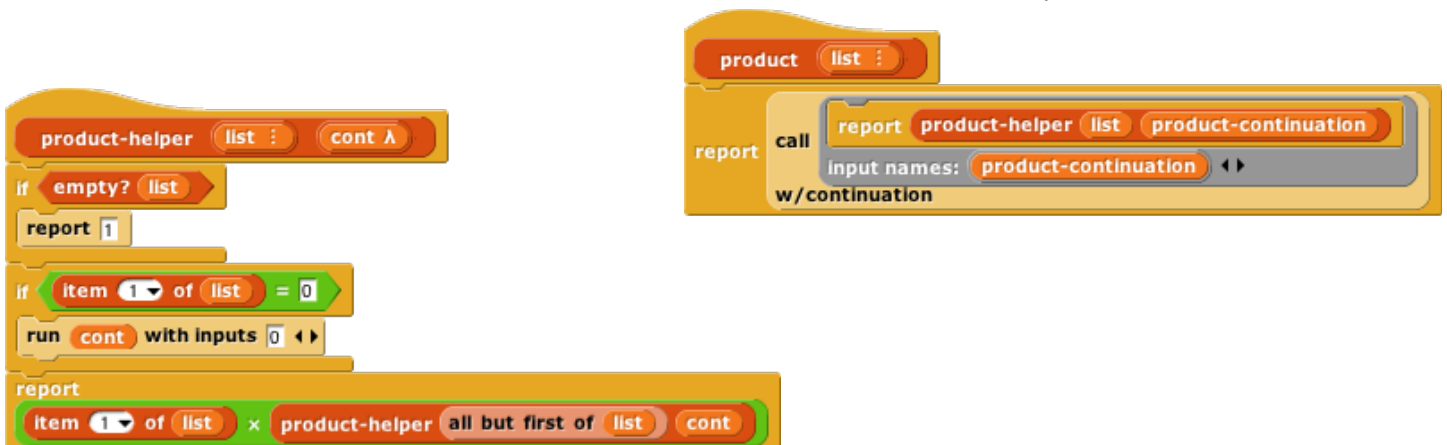 product-helper list ⋮ cont λ
if empty? list
report 1
if item 1 of list = 0
run cont with inputs 0
report
item 1 of list × product-helper all but first of list cont
product list ⋮
report call report product-helper list product-continuation
input names: product-continuation
w/continuation